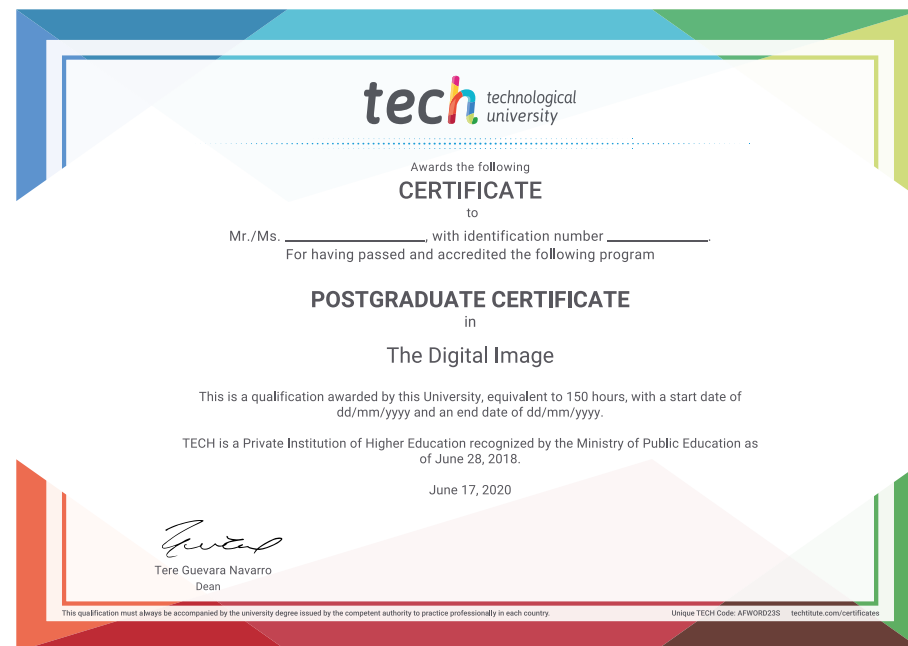 tech technological
university
Awards the following
CERTIFICATE
to
Mr./Ms. ____________, with identification number ____________.
For having passed and accredited the following program
POSTGRADUATE CERTIFICATE
in
The Digital Image
This is a qualification awarded by this University, equivalent to 150 hours, with a start date of
dd/mm/yyyy and an end date of dd/mm/yyyy.
TECH is a Private Institution of Higher Education recognized by the Ministry of Public Education as
of June 28, 2018.
June 17, 2020
Tere Guevara Navarro
Dean
This qualification must always be accompanied by the university degree issued by the competent authority to practice professionally in each country. Unique TECH Code: AFWORD23S techtitute.com/certificates